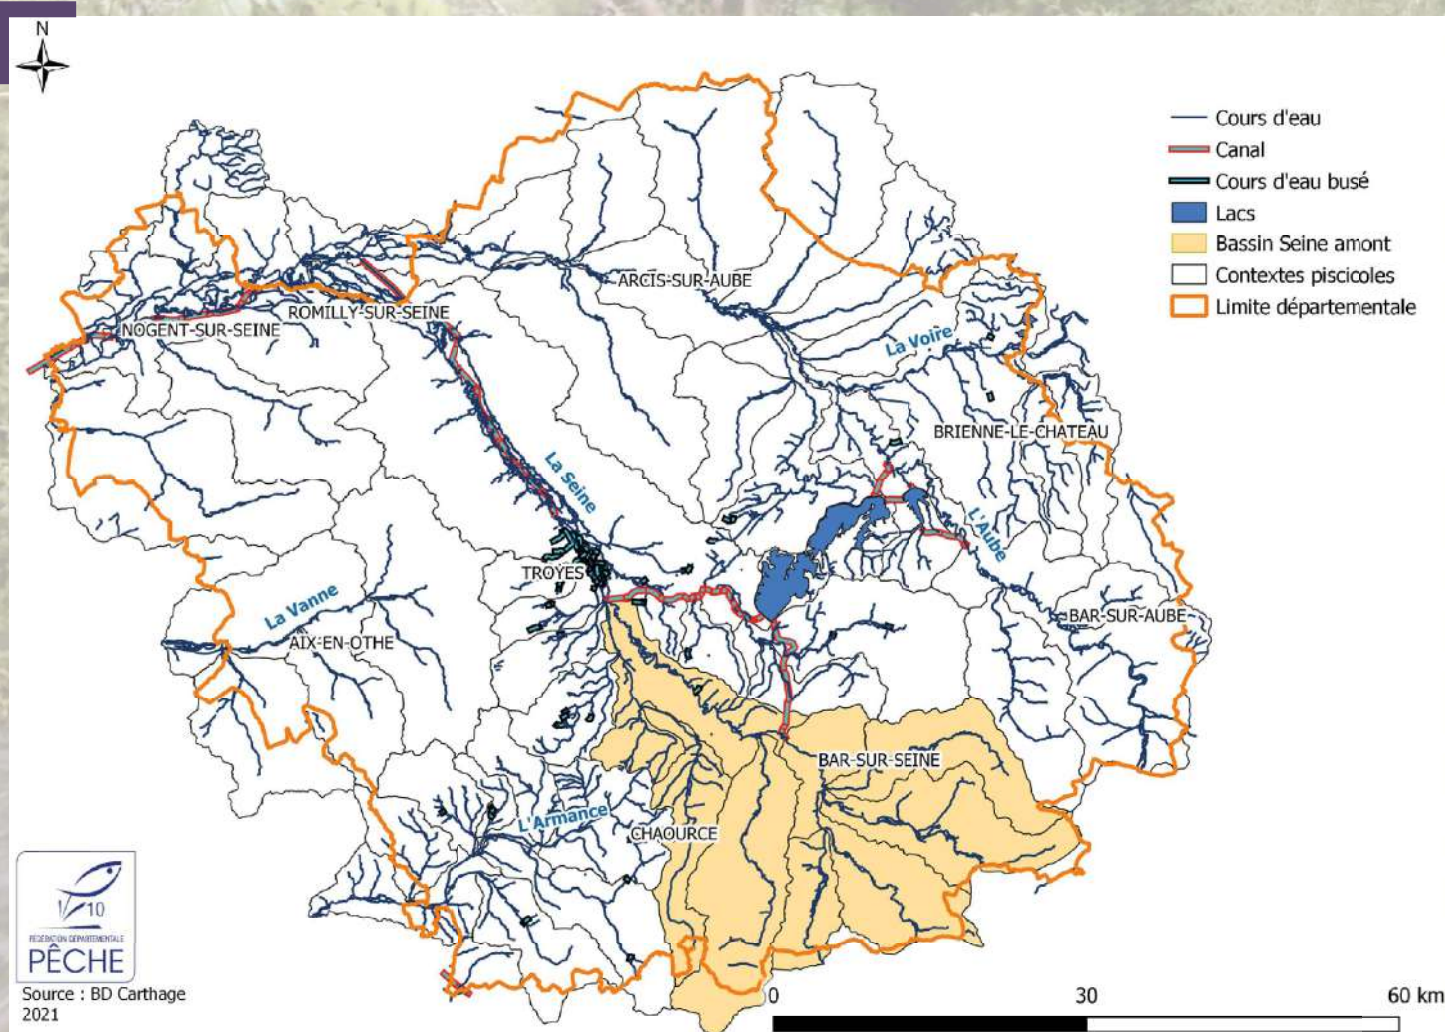 N
Cours d'eau
Canal
Cours d'eau busé
Lacs
Bassin Seine amont
Contextes piscicoles
Limite départementale
ARCIS-SUR-AUBE
ROMILLY-SUR-SEINE
NOGENT-SUR-SEINE
La Voire
BRIENNE-LE-CHATEAU
La Seine
L'Aube
TROYES
La Vanne
AIX-EN-OTHE
BAR-SUR-AUBE
BAR-SUR-SEINE
L'Armance
CHAOURCE
10
FÉDÉRATION DÉPARTEMENTALE
PÊCHE
Source : BD Carthage
2021
0 30 60 km